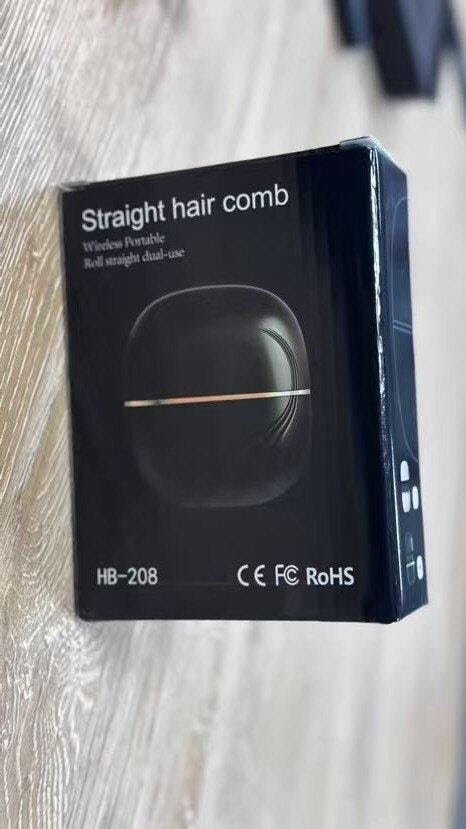 Straight hair comb
Wireless Portable
Roll straight dual-use
HB-208
CE FC RoHS